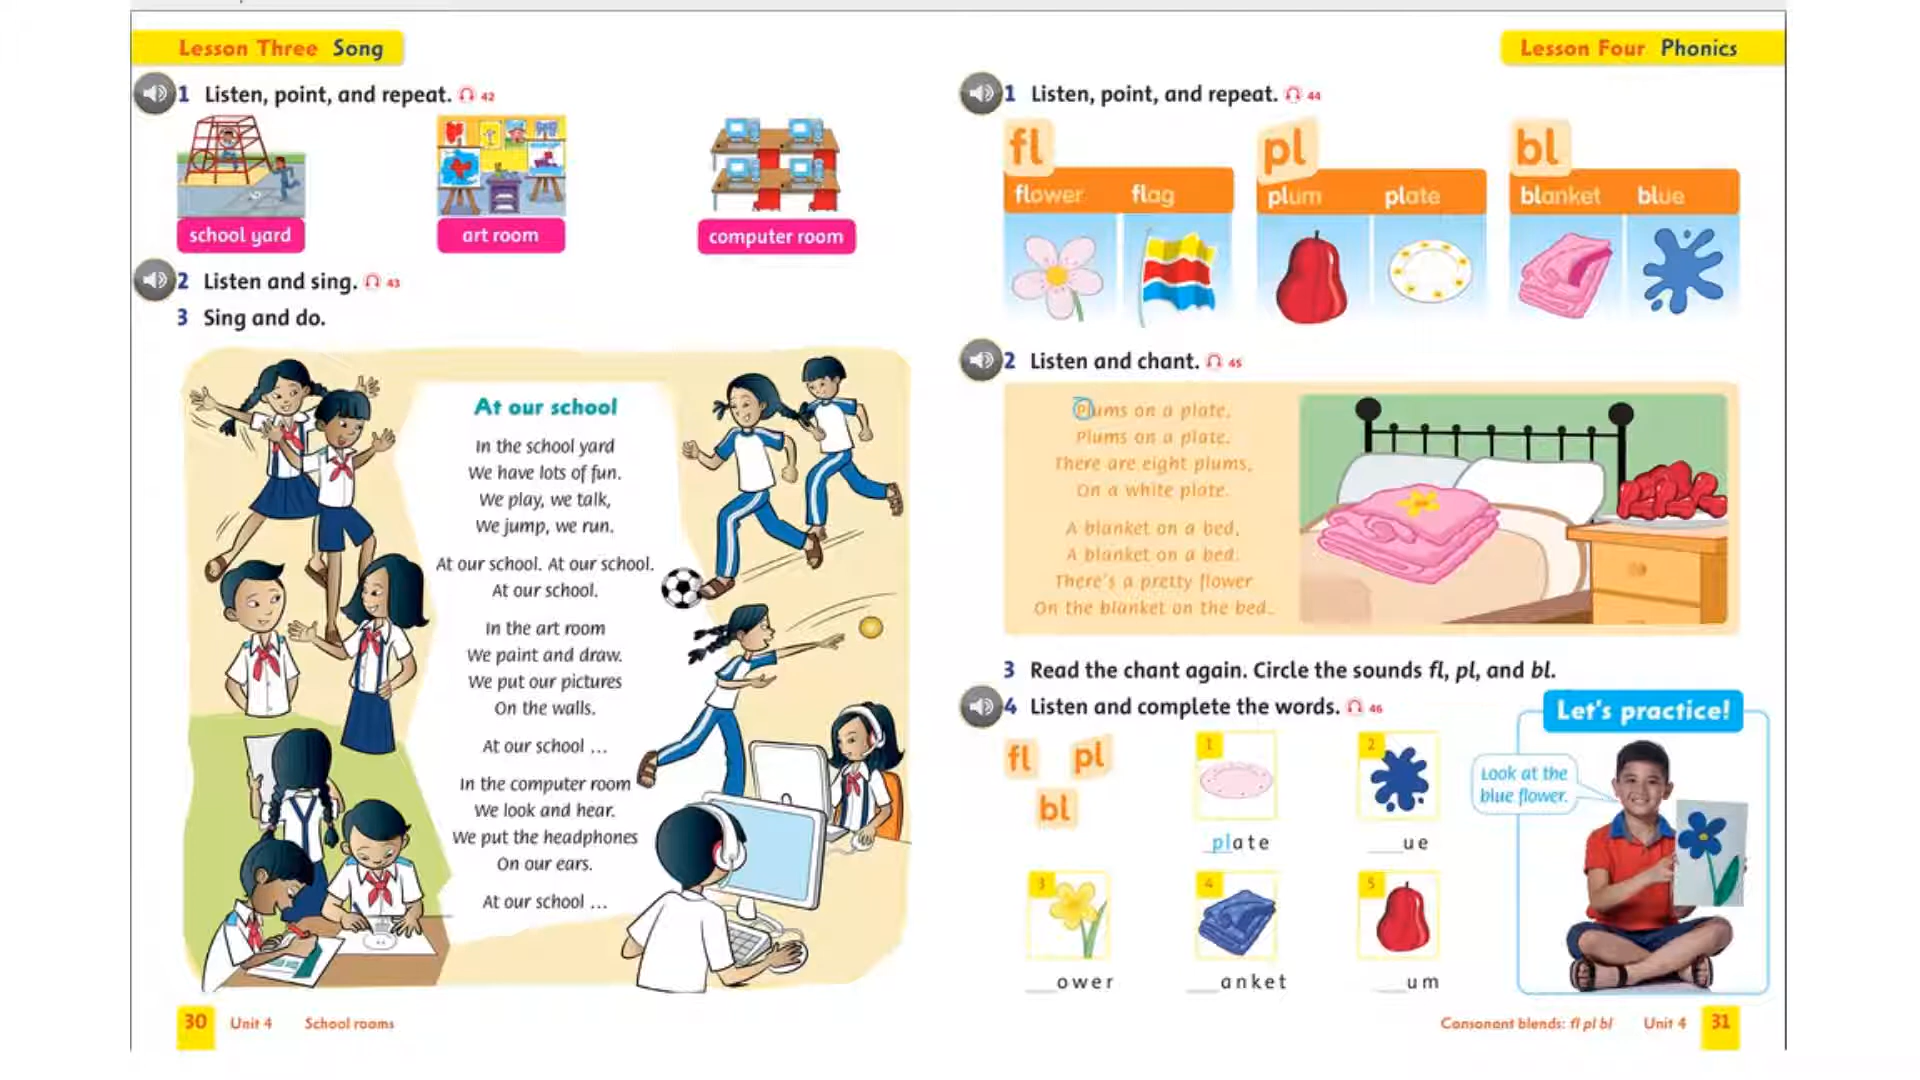 Lesson Three Song
1 Listen, point, and repeat. 42
school yard
art room
computer room
2 Listen and sing. 43
3 Sing and do.
At our school
In the school yard
We have lots of fun.
We play, we talk,
We jump, we run.
At our school. At our school.
At our school.
In the art room
We paint and draw.
We put our pictures
On the walls.
At our school ...
In the computer room
We look and hear.
We put the headphones
On our ears.
At our school ...
30 Unit 4 School rooms
Lesson Four Phonics
1 Listen, point, and repeat. 44
fl
flower flag
pl
plum plate
bl
blanket blue
2 Listen and chant. 45
Plums on a plate,
Plums on a plate.
There are eight plums,
On a white plate.
A blanket on a bed,
A blanket on a bed.
There's a pretty flower
On the blanket on the bed.
3 Read the chant again. Circle the sounds fl, pl, and bl.
4 Listen and complete the words. 46
fl pl
bl
1
plate
2
___ue
3
___ower
4
___anket
5
___um
Let's practice!
Look at the
blue flower.
Consonant blends: fl pl bl Unit 4 31